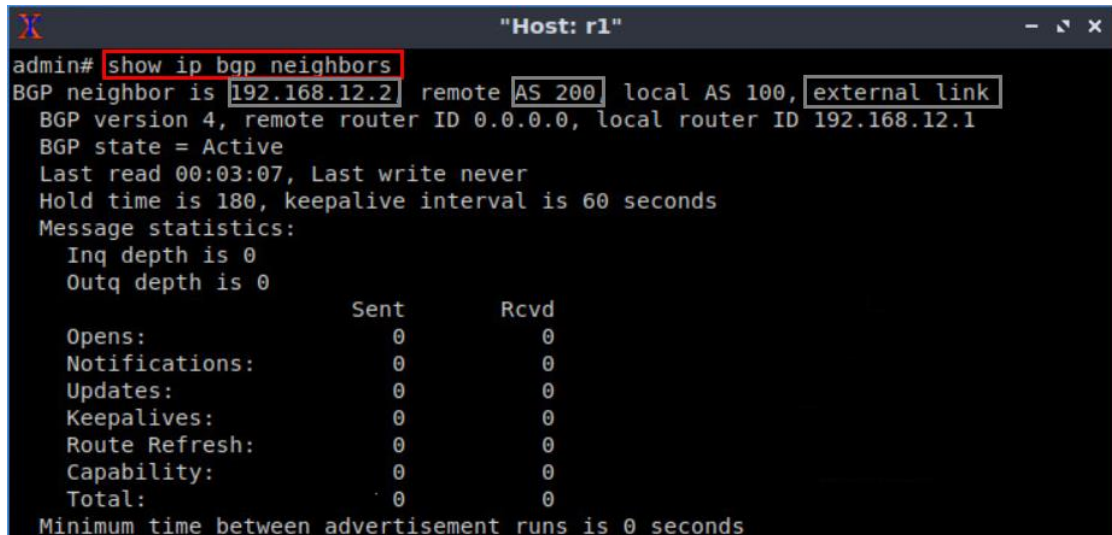 "Host: r1"
admin# show ip bgp neighbors
BGP neighbor is 192.168.12.2, remote AS 200, local AS 100, external link
BGP version 4, remote router ID 0.0.0.0, local router ID 192.168.12.1
BGP state = Active
Last read 00:03:07, Last write never
Hold time is 180, keepalive interval is 60 seconds
Message statistics:
Inq depth is 0
Outq depth is 0
Sent Rcvd
Opens: 0 0
Notifications: 0 0
Updates: 0 0
Keepalives: 0 0
Route Refresh: 0 0
Capability: 0 0
Total: 0 0
Minimum time between advertisement runs is 0 seconds